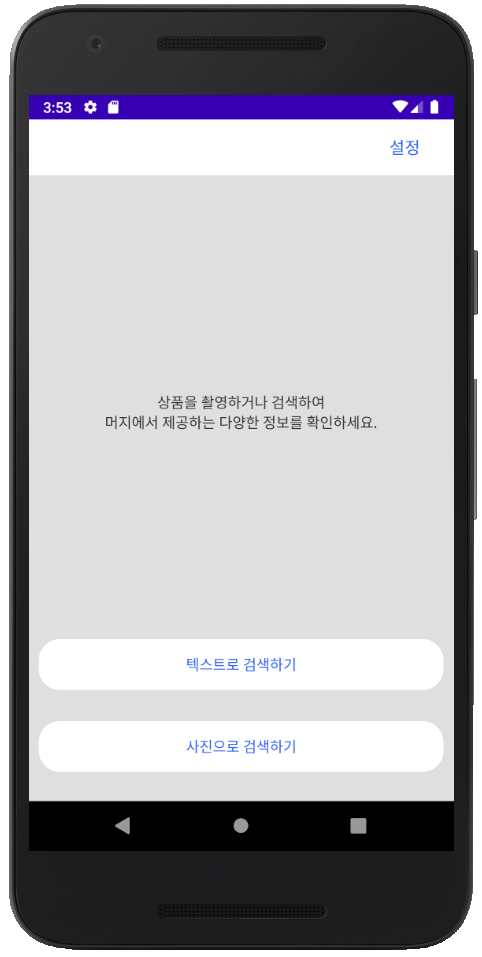 3:53
설정
상품을 촬영하거나 검색하여
머지에서 제공하는 다양한 정보를 확인하세요.
텍스트로 검색하기
사진으로 검색하기